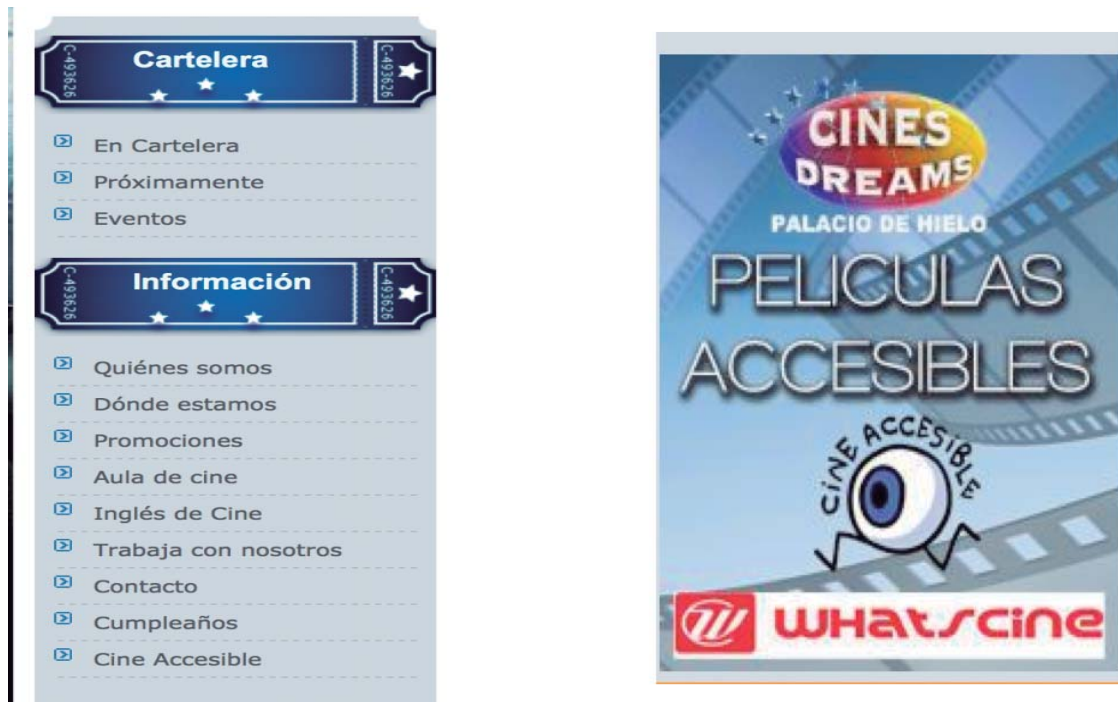 Cartelera
C-493626
C-493626
En Cartelera
Próximamente
Eventos
Información
C-493626
C-493626
Quiénes somos
Dónde estamos
Promociones
Aula de cine
Inglés de Cine
Trabaja con nosotros
Contacto
Cumpleaños
Cine Accesible
CINES
DREAMS
PALACIO DE HIELO
PELICULAS
ACCESIBLES
CINE ACCESIBLE
WHatscine